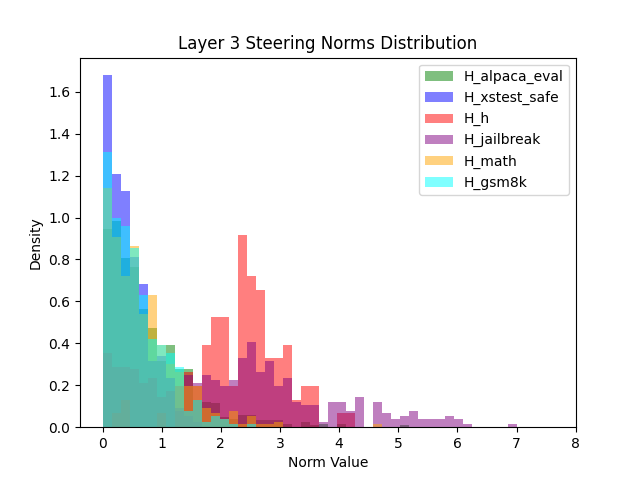 Layer 3 Steering Norms Distribution
H_alpaca_eval
H_xstest_safe
H_h
H_jailbreak
H_math
H_gsm8k
Density
1.6
1.4
1.2
1.0
0.8
0.6
0.4
0.2
0.0
0 1 2 3 4 5 6 7 8
Norm Value